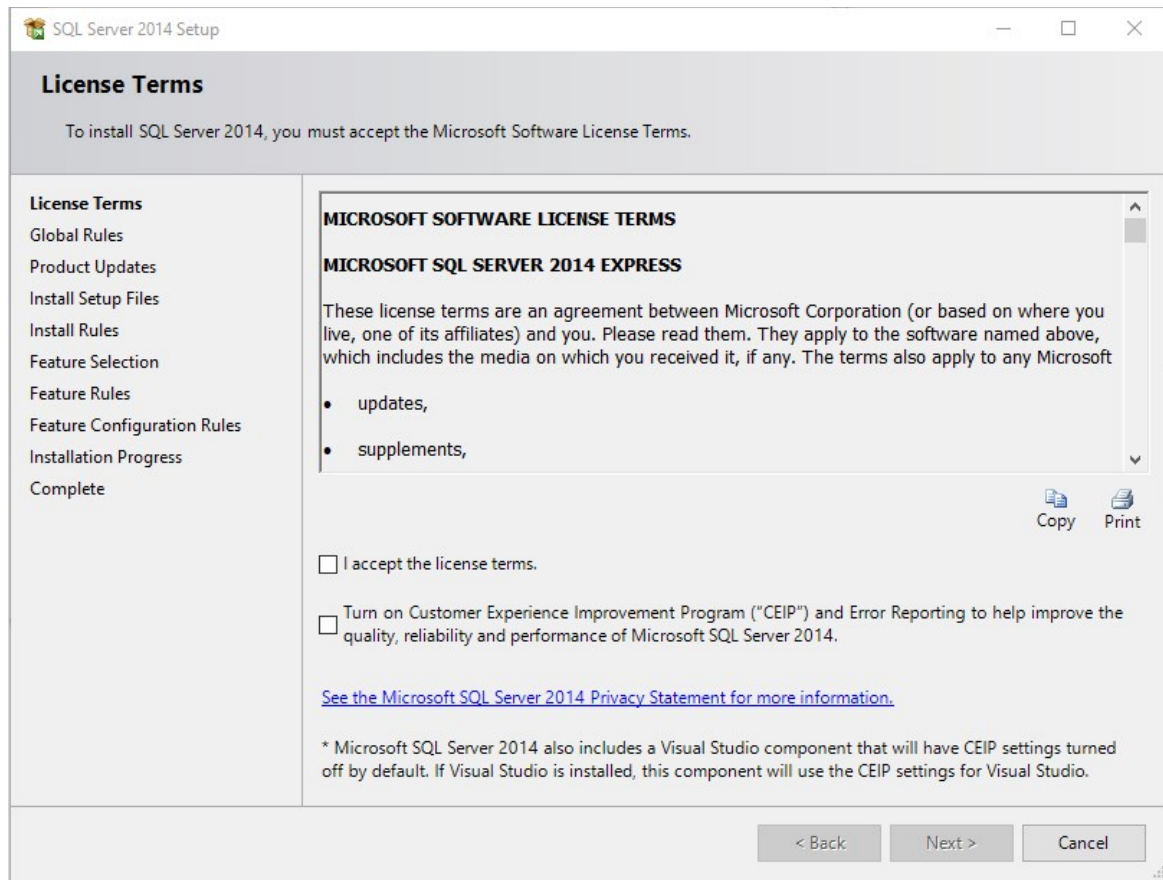 SQL Server 2014 Setup
License Terms
To install SQL Server 2014, you must accept the Microsoft Software License Terms.
License Terms
Global Rules
Product Updates
Install Setup Files
Install Rules
Feature Selection
Feature Rules
Feature Configuration Rules
Installation Progress
Complete
MICROSOFT SOFTWARE LICENSE TERMS
MICROSOFT SQL SERVER 2014 EXPRESS
These license terms are an agreement between Microsoft Corporation (or based on where you
live, one of its affiliates) and you. Please read them. They apply to the software named above,
which includes the media on which you received it, if any. The terms also apply to any Microsoft
• updates,
• supplements,
Copy
Print
I accept the license terms.
Turn on Customer Experience Improvement Program (“CEIP”) and Error Reporting to help improve the
quality, reliability and performance of Microsoft SQL Server 2014.
See the Microsoft SQL Server 2014 Privacy Statement for more information.
* Microsoft SQL Server 2014 also includes a Visual Studio component that will have CEIP settings turned
off by default. If Visual Studio is installed, this component will use the CEIP settings for Visual Studio.
< Back
Next >
Cancel